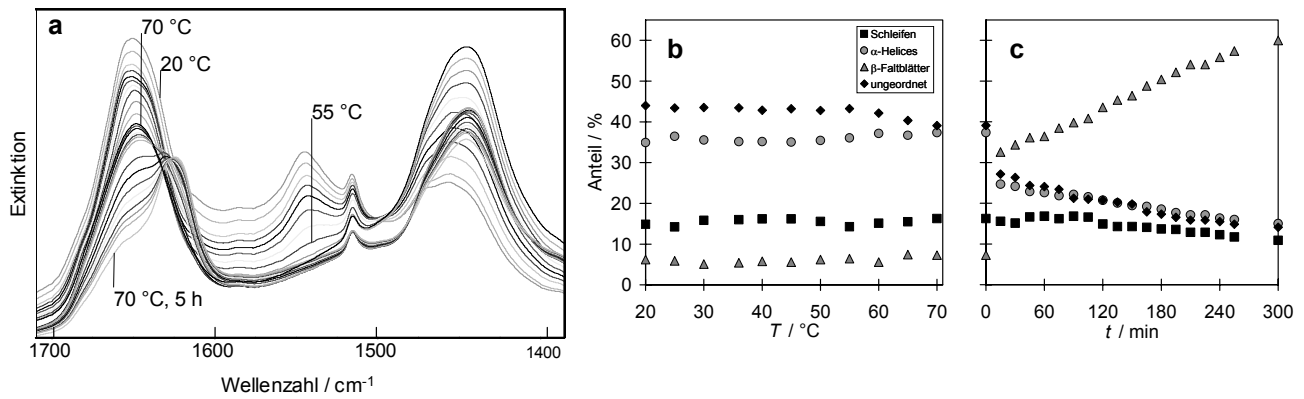 a
70 °C
20 °C
55 °C
70 °C, 5 h
Extinktion
1700
1600
1500
1400
Wellenzahl / cm⁻¹
b
Schleifen
α-Helices
β-Faltblätter
ungeordnet
Anteil / %
60
50
40
30
20
10
0
20
30
40
50
60
70
T / °C
c
0
60
120
180
240
300
t / min